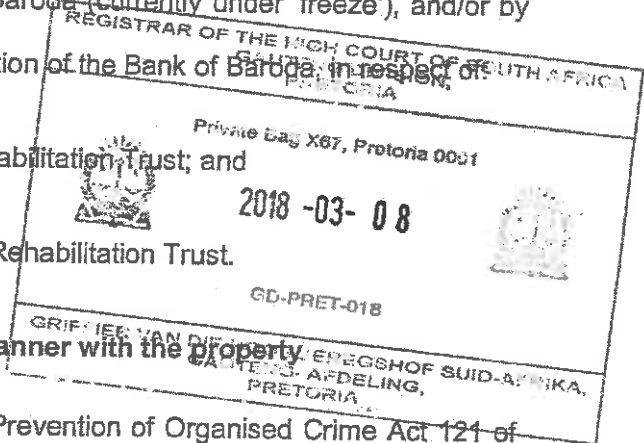 Baroda (currently under 'freeze'), and/or by
REGISTRAR OF THE HIGH COURT OF SOUTH AFRICA
tion of the Bank of Baroda, in respect of:
PRETORIA
Private Bag X67, Pretoria 0001
abilitation Trust; and
2018 -03- 08
Rehabilitation Trust.
GD-PRET-018
GRIFFIER VAN DIE SUID-AFRIKA,
anner with the property
GAUTENG AFDELING,
PRETORIA
Prevention of Organised Crime Act 121 of